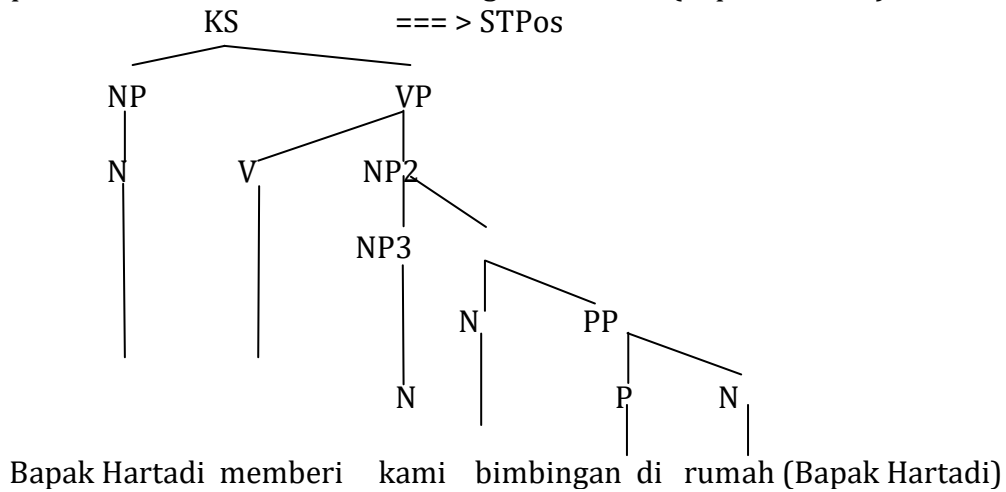 KS === > STPos
NP VP
N V NP2
NP3
N PP
N P N
Bapak Hartadi memberi kami bimbingan di rumah (Bapak Hartadi)